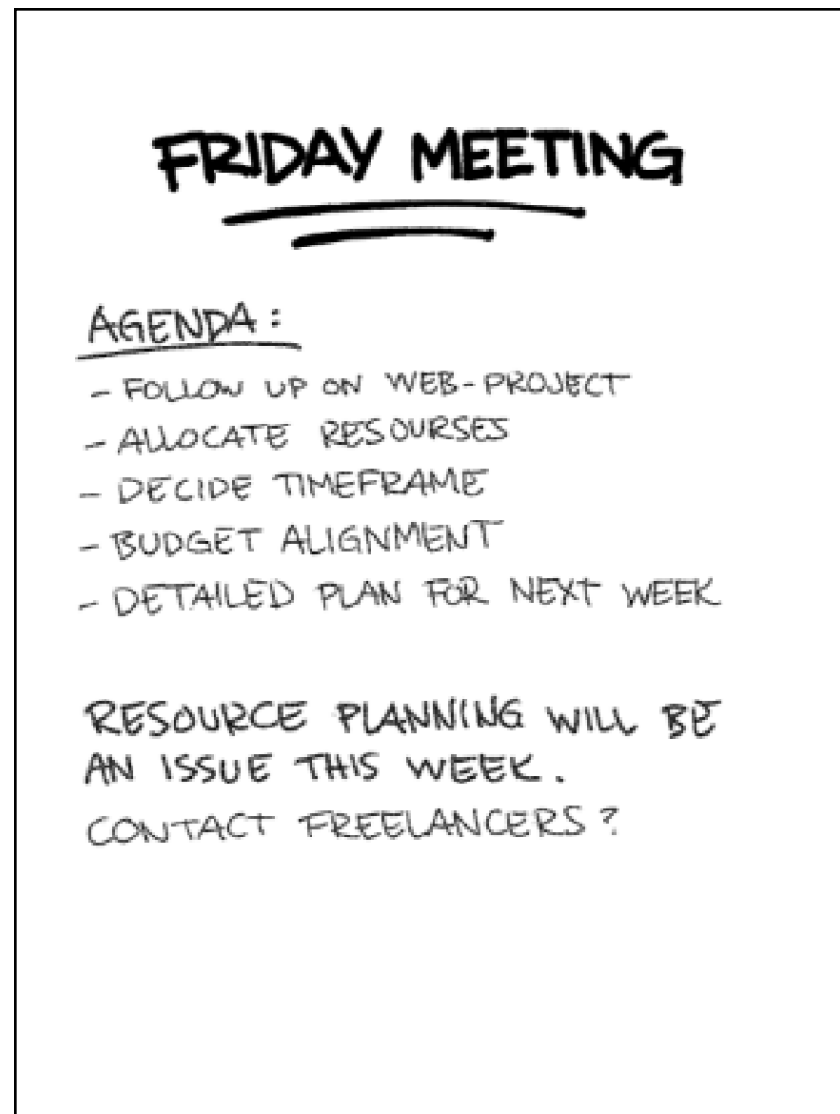 FRIDAY MEETING
AGENDA:
- FOLLOW UP ON WEB-PROJECT
- ALLOCATE RESOURSES
- DECIDE TIMEFRAME
- BUDGET ALIGNMENT
- DETAILED PLAN FOR NEXT WEEK
RESOURCE PLANNING WILL BE
AN ISSUE THIS WEEK.
CONTACT FREELANCERS?